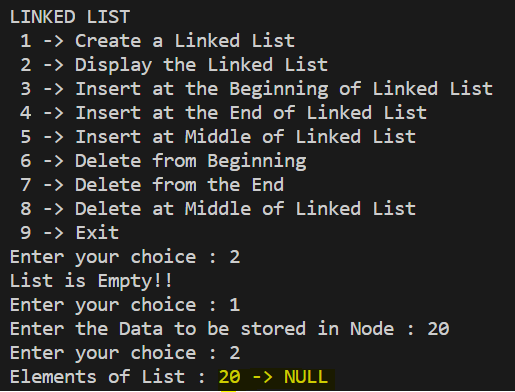 LINKED LIST
1 -> Create a Linked List
2 -> Display the Linked List
3 -> Insert at the Beginning of Linked List
4 -> Insert at the End of Linked List
5 -> Insert at Middle of Linked List
6 -> Delete from Beginning
7 -> Delete from the End
8 -> Delete at Middle of Linked List
9 -> Exit
Enter your choice : 2
List is Empty!!
Enter your choice : 1
Enter the Data to be stored in Node : 20
Enter your choice : 2
Elements of List : 20 -> NULL